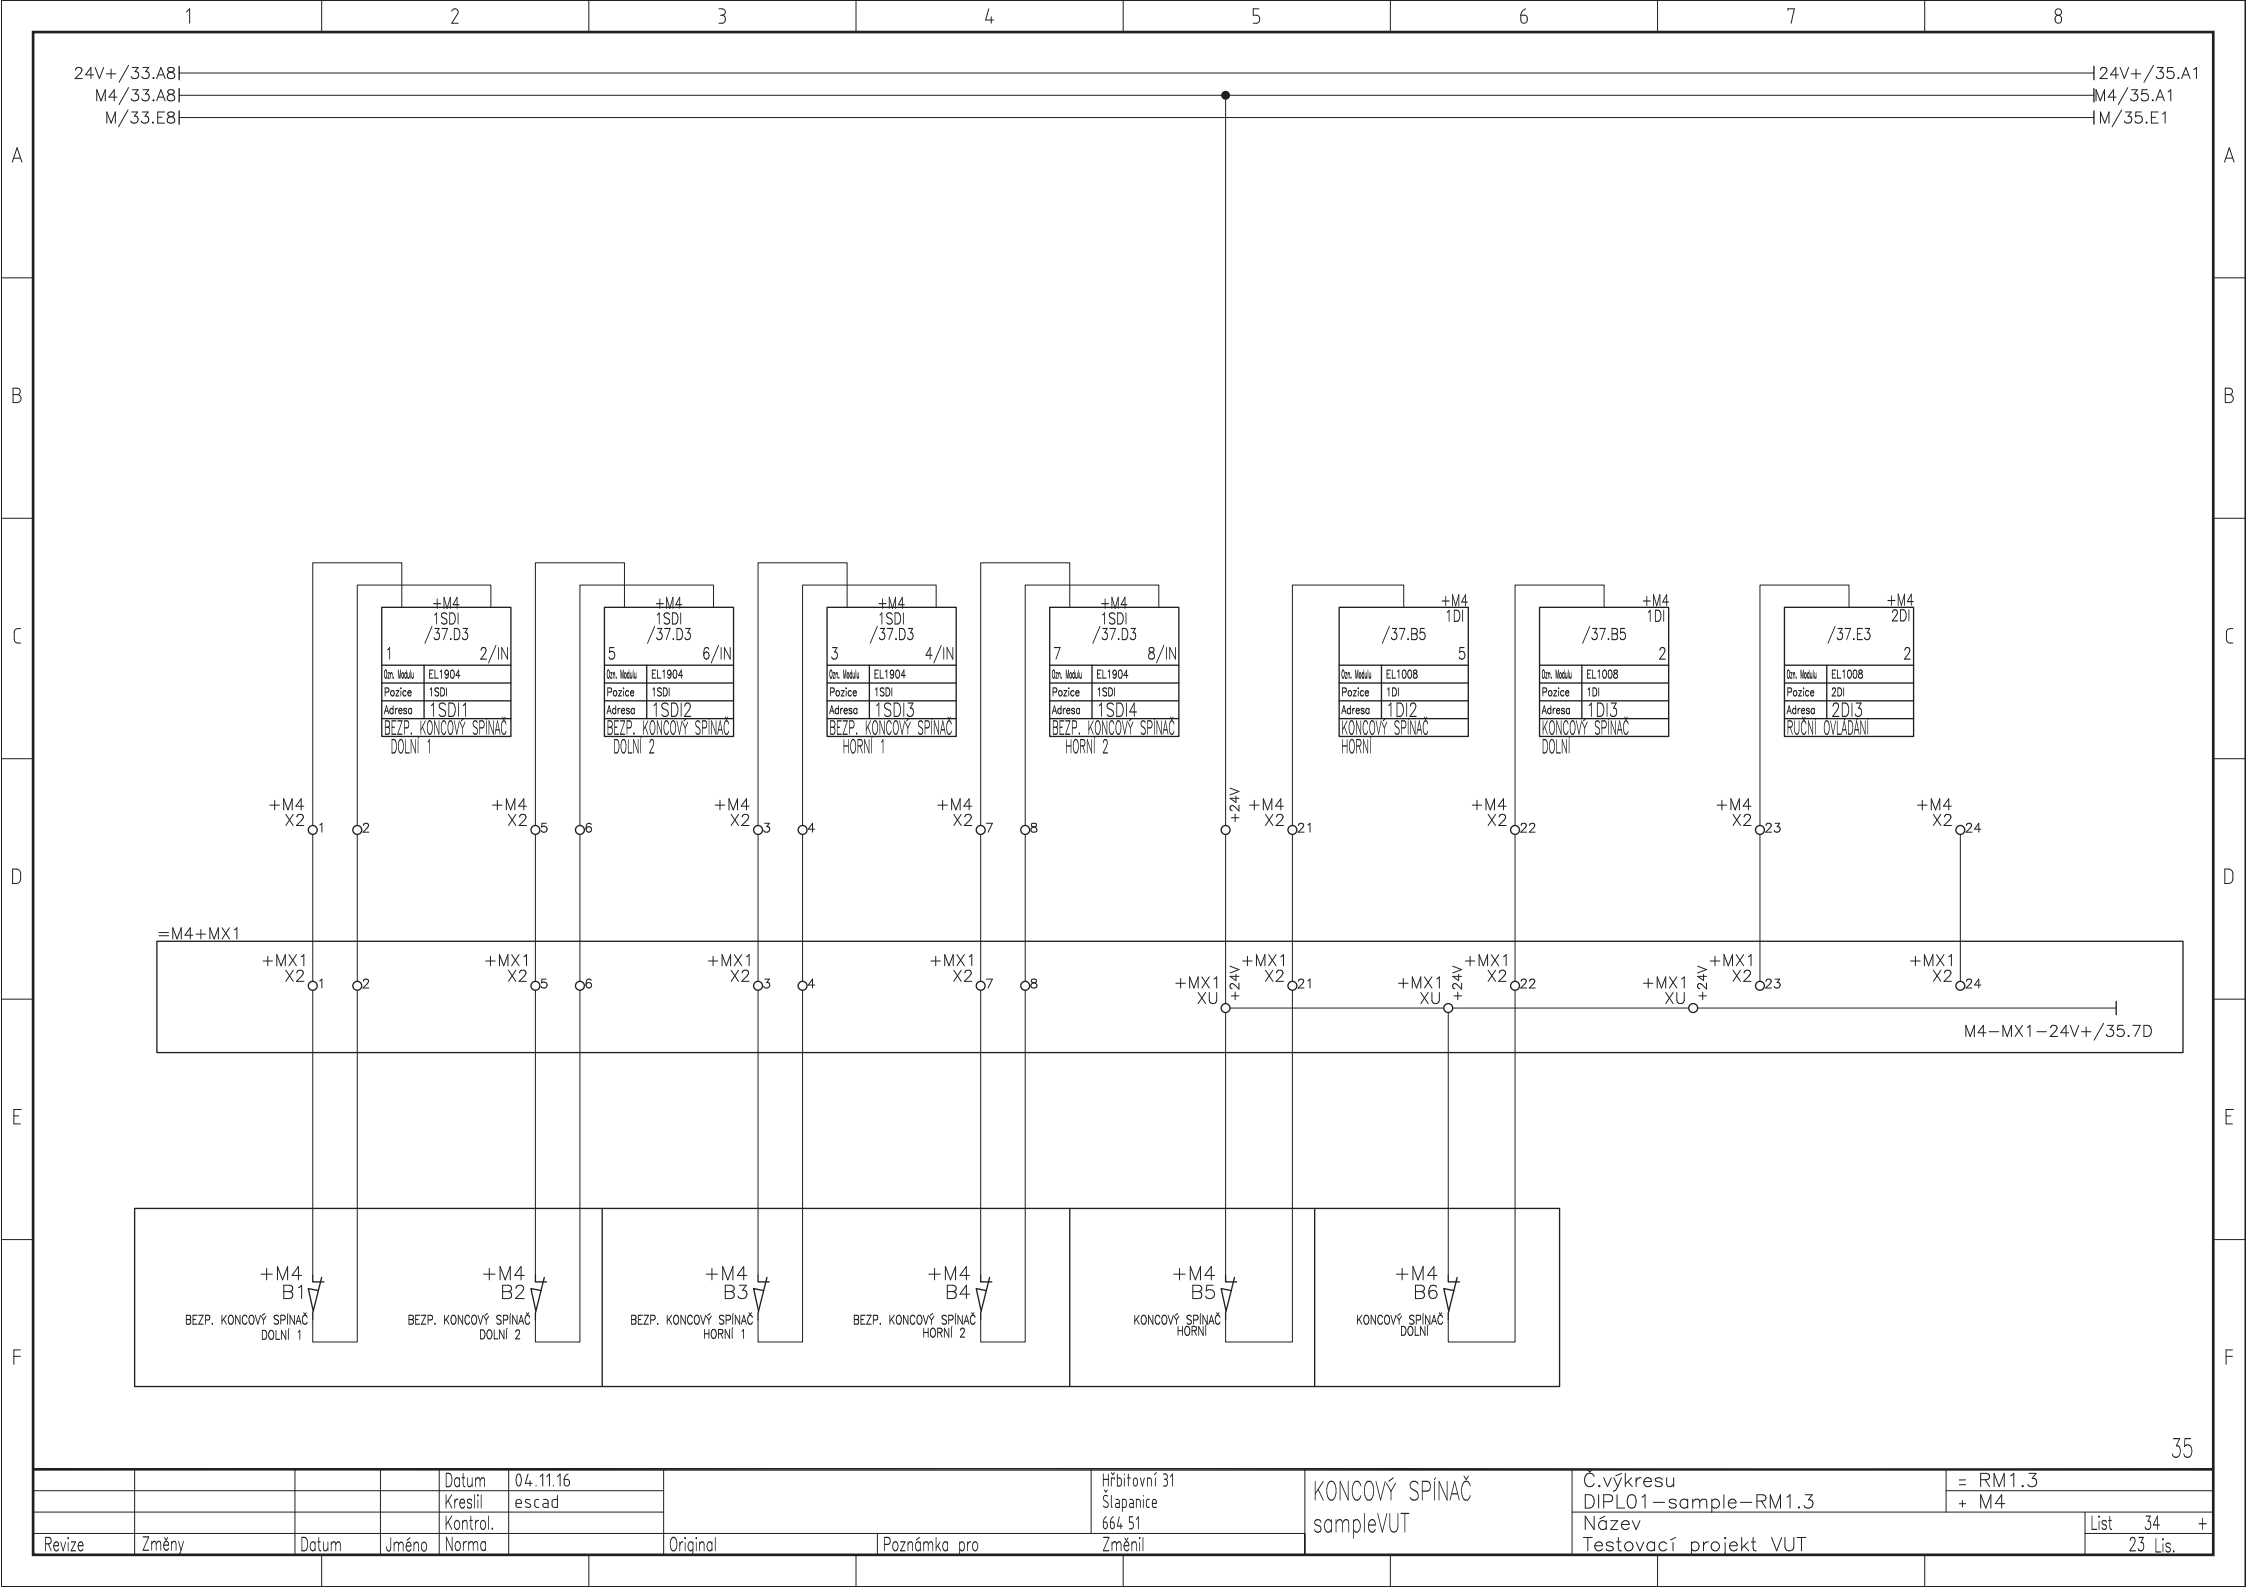 1 2 3 4 5 6 7 8
24V+/33.A8 24V+/35.A1
M4/33.A8 M4/35.A1
M/33.E8 M/35.E1
A A
B B
C C
+M4
1SDI
/37.D3
1 2/IN
Ozn. Modulu EL1904
Pozice 1SDI
Adresa 1SDI1
BEZP. KONCOVÝ SPÍNAČ
DOLNÍ 1
+M4
1SDI
/37.D3
5 6/IN
Ozn. Modulu EL1904
Pozice 1SDI
Adresa 1SDI2
BEZP. KONCOVÝ SPÍNAČ
DOLNÍ 2
+M4
1SDI
/37.D3
3 4/IN
Ozn. Modulu EL1904
Pozice 1SDI
Adresa 1SDI3
BEZP. KONCOVÝ SPÍNAČ
HORNÍ 1
+M4
1SDI
/37.D3
7 8/IN
Ozn. Modulu EL1904
Pozice 1SDI
Adresa 1SDI4
BEZP. KONCOVÝ SPÍNAČ
HORNÍ 2
+M4
1DI
/37.B5
5
Ozn. Modulu EL1008
Pozice 1DI
Adresa 1DI2
KONCOVÝ SPÍNAČ
HORNÍ
+M4
1DI
/37.B5
2
Ozn. Modulu EL1008
Pozice 1DI
Adresa 1DI3
KONCOVÝ SPÍNAČ
DOLNÍ
+M4
2DI
/37.E3
2
Ozn. Modulu EL1008
Pozice 2DI
Adresa 2DI3
RUČNÍ OVLÁDÁNÍ
+M4 +M4 +M4 +M4 +24V +M4 +M4 +M4 +M4
X2 1 2 X2 5 6 X2 3 4 X2 7 8 X2 21 X2 22 X2 23 X2 24
D D
=M4+MX1
+MX1 +MX1 +MX1 +MX1 +MX1 +MX1 +MX1 +MX1
X2 1 2 X2 5 6 X2 3 4 X2 7 8 X2 21 X2 22 X2 23 X2 24
+MX1 +24V +MX1 +24V +MX1 +24V
XU XU XU
M4-MX1-24V+/35.7D
E E
+M4
B1
BEZP. KONCOVÝ SPÍNAČ
DOLNÍ 1
+M4
B2
BEZP. KONCOVÝ SPÍNAČ
DOLNÍ 2
+M4
B3
BEZP. KONCOVÝ SPÍNAČ
HORNÍ 1
+M4
B4
BEZP. KONCOVÝ SPÍNAČ
HORNÍ 2
+M4
B5
KONCOVÝ SPÍNAČ
HORNÍ
+M4
B6
KONCOVÝ SPÍNAČ
DOLNÍ
F F
35
Datum 04.11.16
Kreslil escad
Kontrol.
Revize Změny Datum Jméno Norma Original Poznámka pro Změnil
Hřbitovní 31
Šlapanice
664 51
KONCOVÝ SPÍNAČ
sampleVUT
Č.výkresu
DIPL01-sample-RM1.3
Název
Testovací projekt VUT
= RM1.3
+ M4
List 34 +
23 Lis.